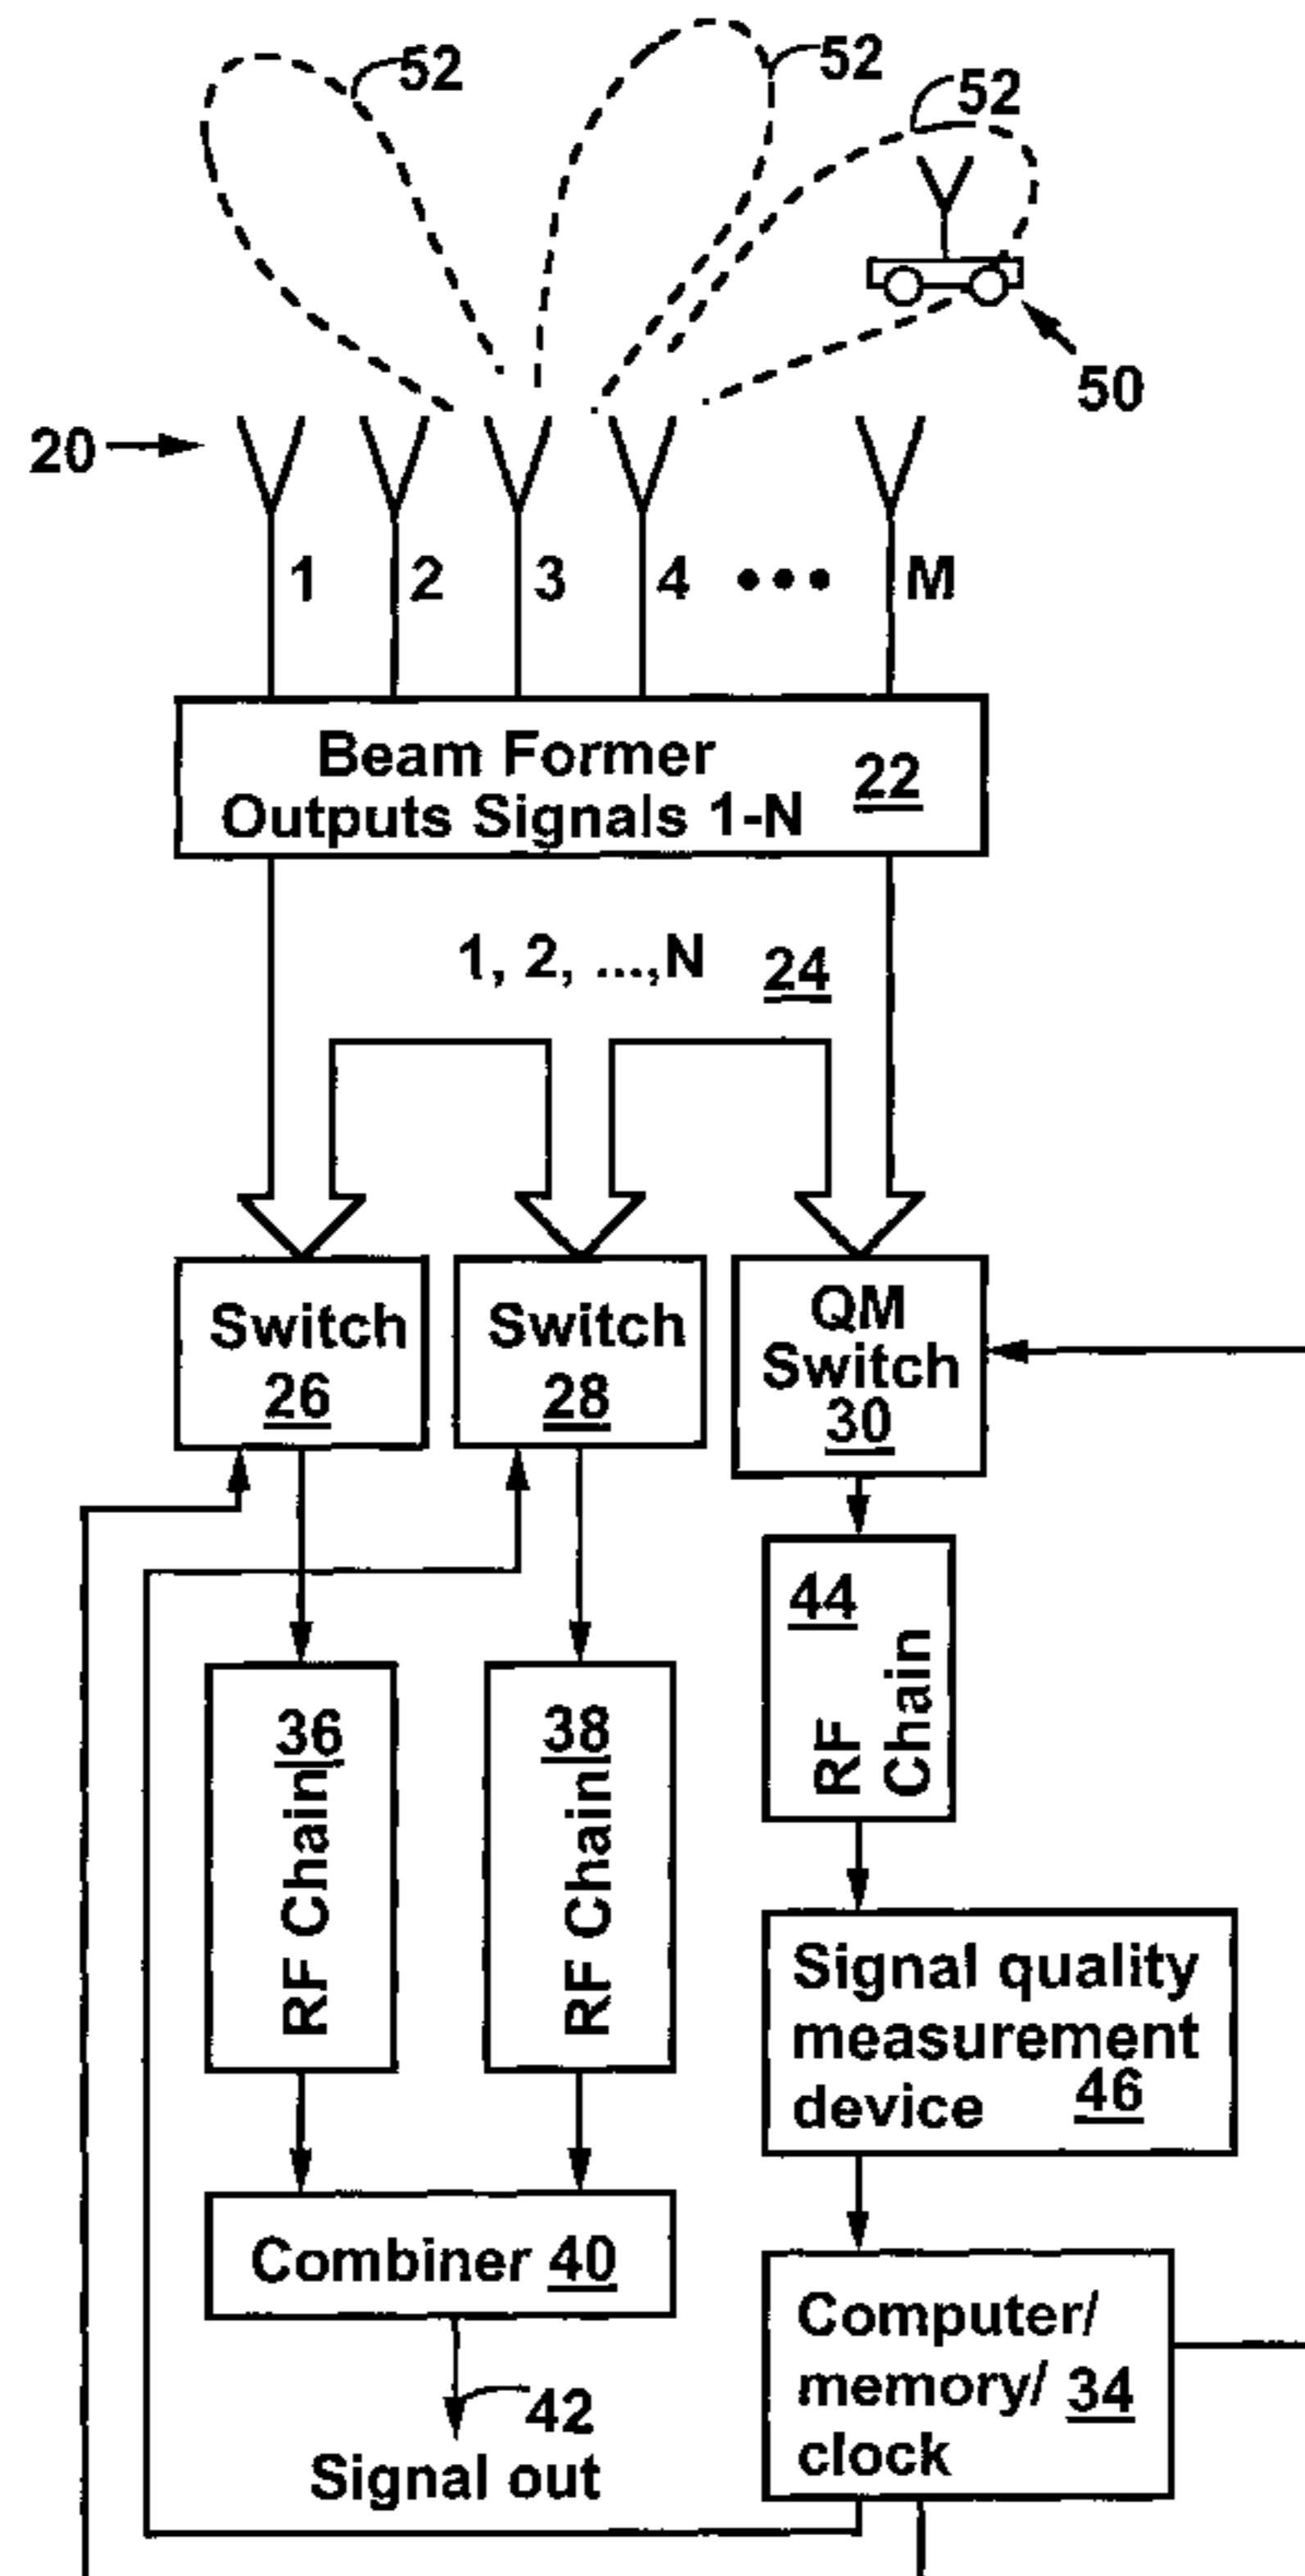 52
52
52
50
20
1 2 3 4 ••• M
Beam Former
Outputs Signals 1-N 22
1, 2, ...,N 24
Switch
26
Switch
28
QM
Switch
30
44
RF
Chain
36
RF Chain
38
RF Chain
Signal quality
measurement
device 46
Combiner 40
Computer/
memory/ 34
clock
42
Signal out